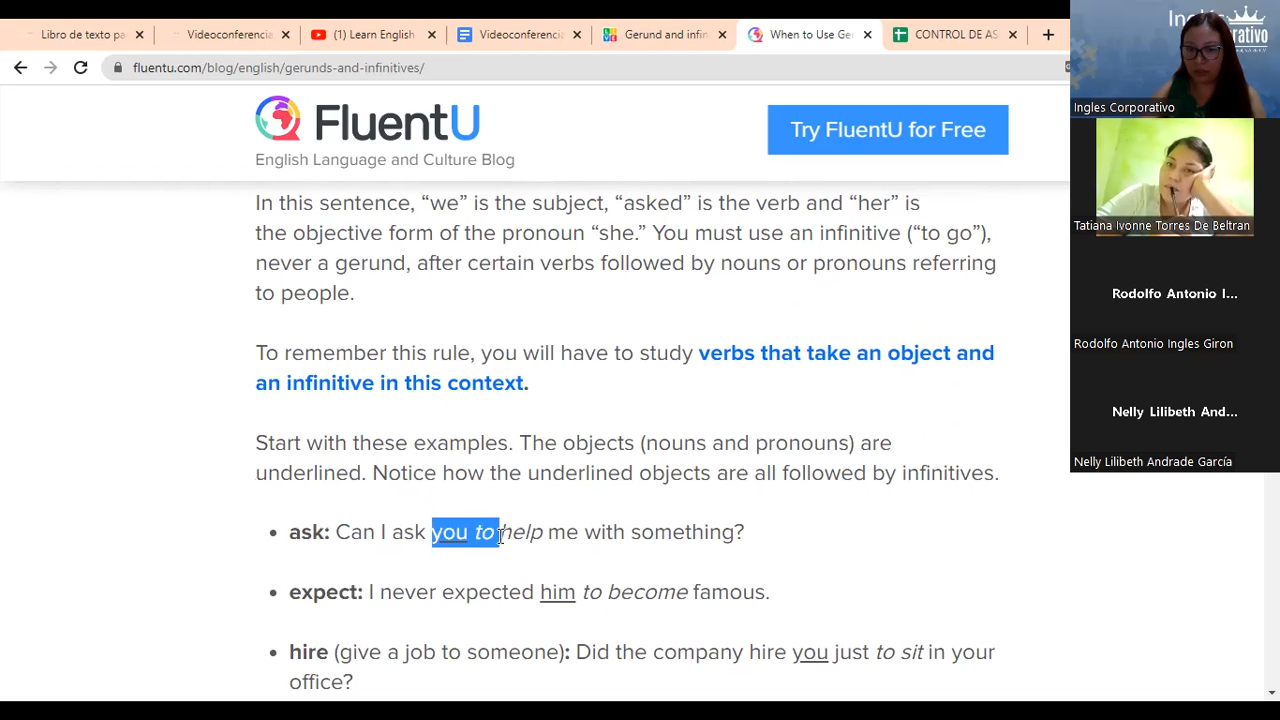 Libro de texto pa
Videoconferencia
(1) Learn English
Videoconferencia
Gerund and infin
When to Use Ger
CONTROL DE AS
fluentu.com/blog/english/gerunds-and-infinitives/
FluentU
English Language and Culture Blog
Try FluentU for Free
In this sentence, “we” is the subject, “asked” is the verb and “her” is
the objective form of the pronoun “she.” You must use an infinitive (“to go”),
never a gerund, after certain verbs followed by nouns or pronouns referring
to people.
To remember this rule, you will have to study verbs that take an object and
an infinitive in this context.
Start with these examples. The objects (nouns and pronouns) are
underlined. Notice how the underlined objects are all followed by infinitives.
• ask: Can I ask you to help me with something?
• expect: I never expected him to become famous.
• hire (give a job to someone): Did the company hire you just to sit in your
office?
Ingles Corporativo
Tatiana Ivonne Torres De Beltran
Rodolfo Antonio I...
Rodolfo Antonio Ingles Giron
Nelly Lilibeth And...
Nelly Lilibeth Andrade García